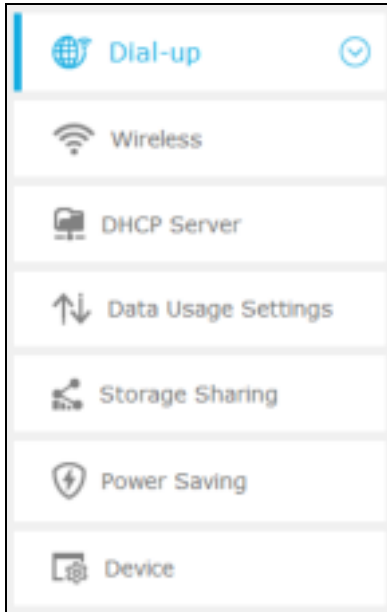 Dial-up
Wireless
DHCP Server
Data Usage Settings
Storage Sharing
Power Saving
Device